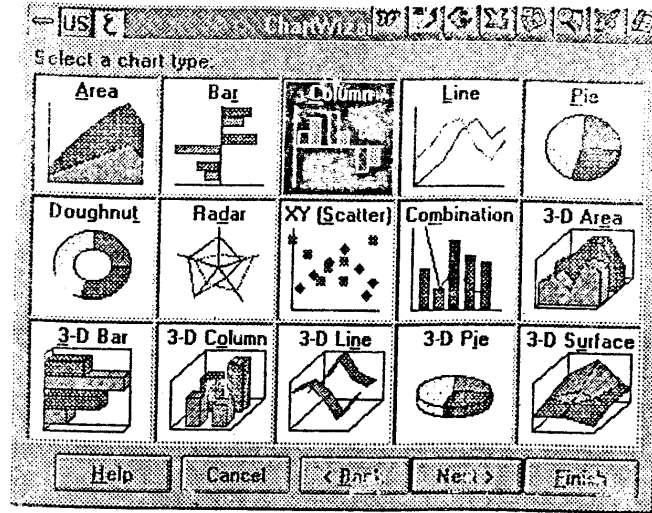 US ع ChartWizard
Select a chart type:
Area Bar Column Line Pie
Doughnut Radar XY (Scatter) Combination 3-D Area
3-D Bar 3-D Column 3-D Line 3-D Pie 3-D Surface
Help Cancel < Back Next > Finish